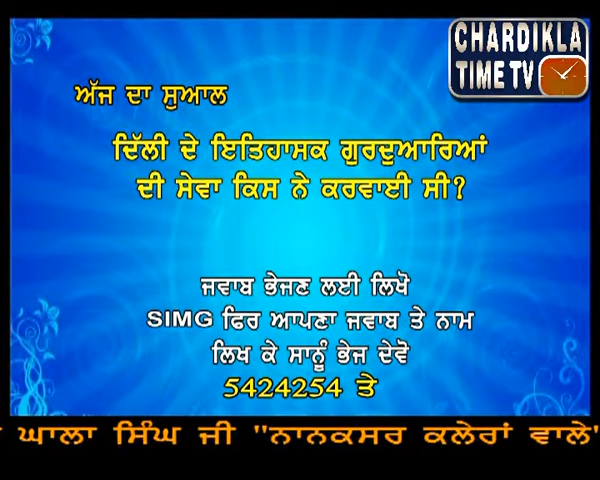 CHARDIKLA
TIME TV
ਅੱਜ ਦਾ ਸੁਆਲ
ਦਿੱਲੀ ਦੇ ਇਤਿਹਾਸਕ ਗੁਰਦੁਆਰਿਆਂ
ਦੀ ਸੇਵਾ ਕਿਸ ਨੇ ਕਰਵਾਈ ਸੀ?
ਜਵਾਬ ਭੇਜਣ ਲਈ ਲਿਖੋ
SIMG ਫਿਰ ਆਪਣਾ ਜਵਾਬ ਤੇ ਨਾਮ
ਲਿਖ ਕੇ ਸਾਨੂੰ ਭੇਜ ਦੇਵੋ
5424254 ਤੇ
ਘਾਲਾ ਸਿੰਘ ਜੀ "ਨਾਨਕਸਰ ਕਲੇਰਾਂ ਵਾਲੇ"